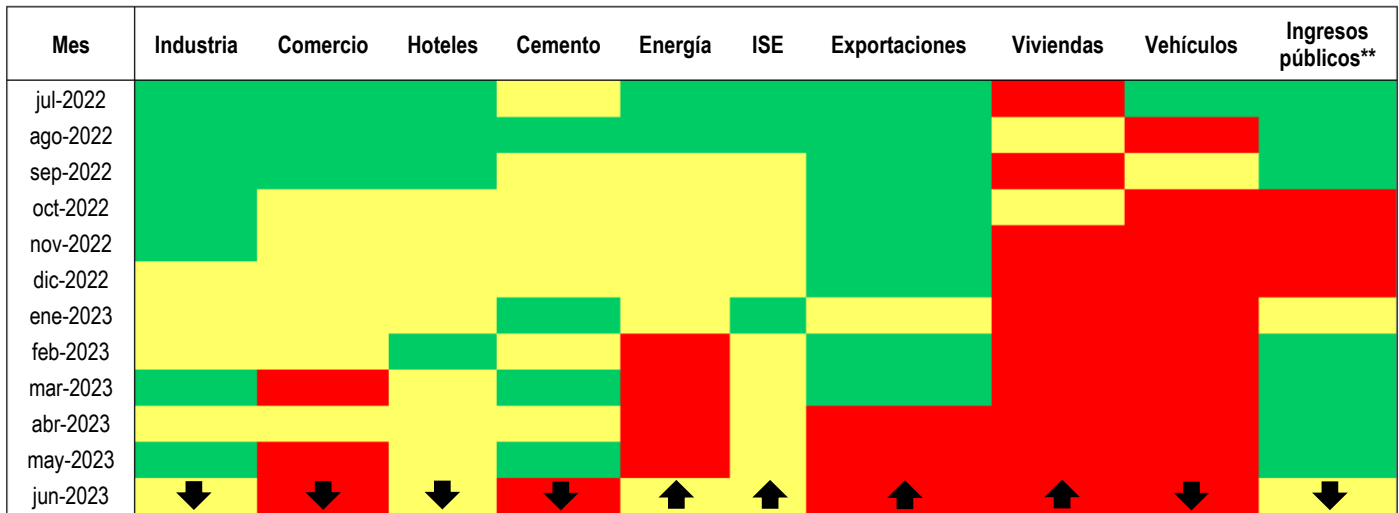 Mes Industria Comercio Hoteles Cemento Energía ISE Exportaciones Viviendas Vehículos Ingresos públicos**
jul-2022
ago-2022
sep-2022
oct-2022
nov-2022
dic-2022
ene-2023
feb-2023
mar-2023
abr-2023
may-2023
jun-2023